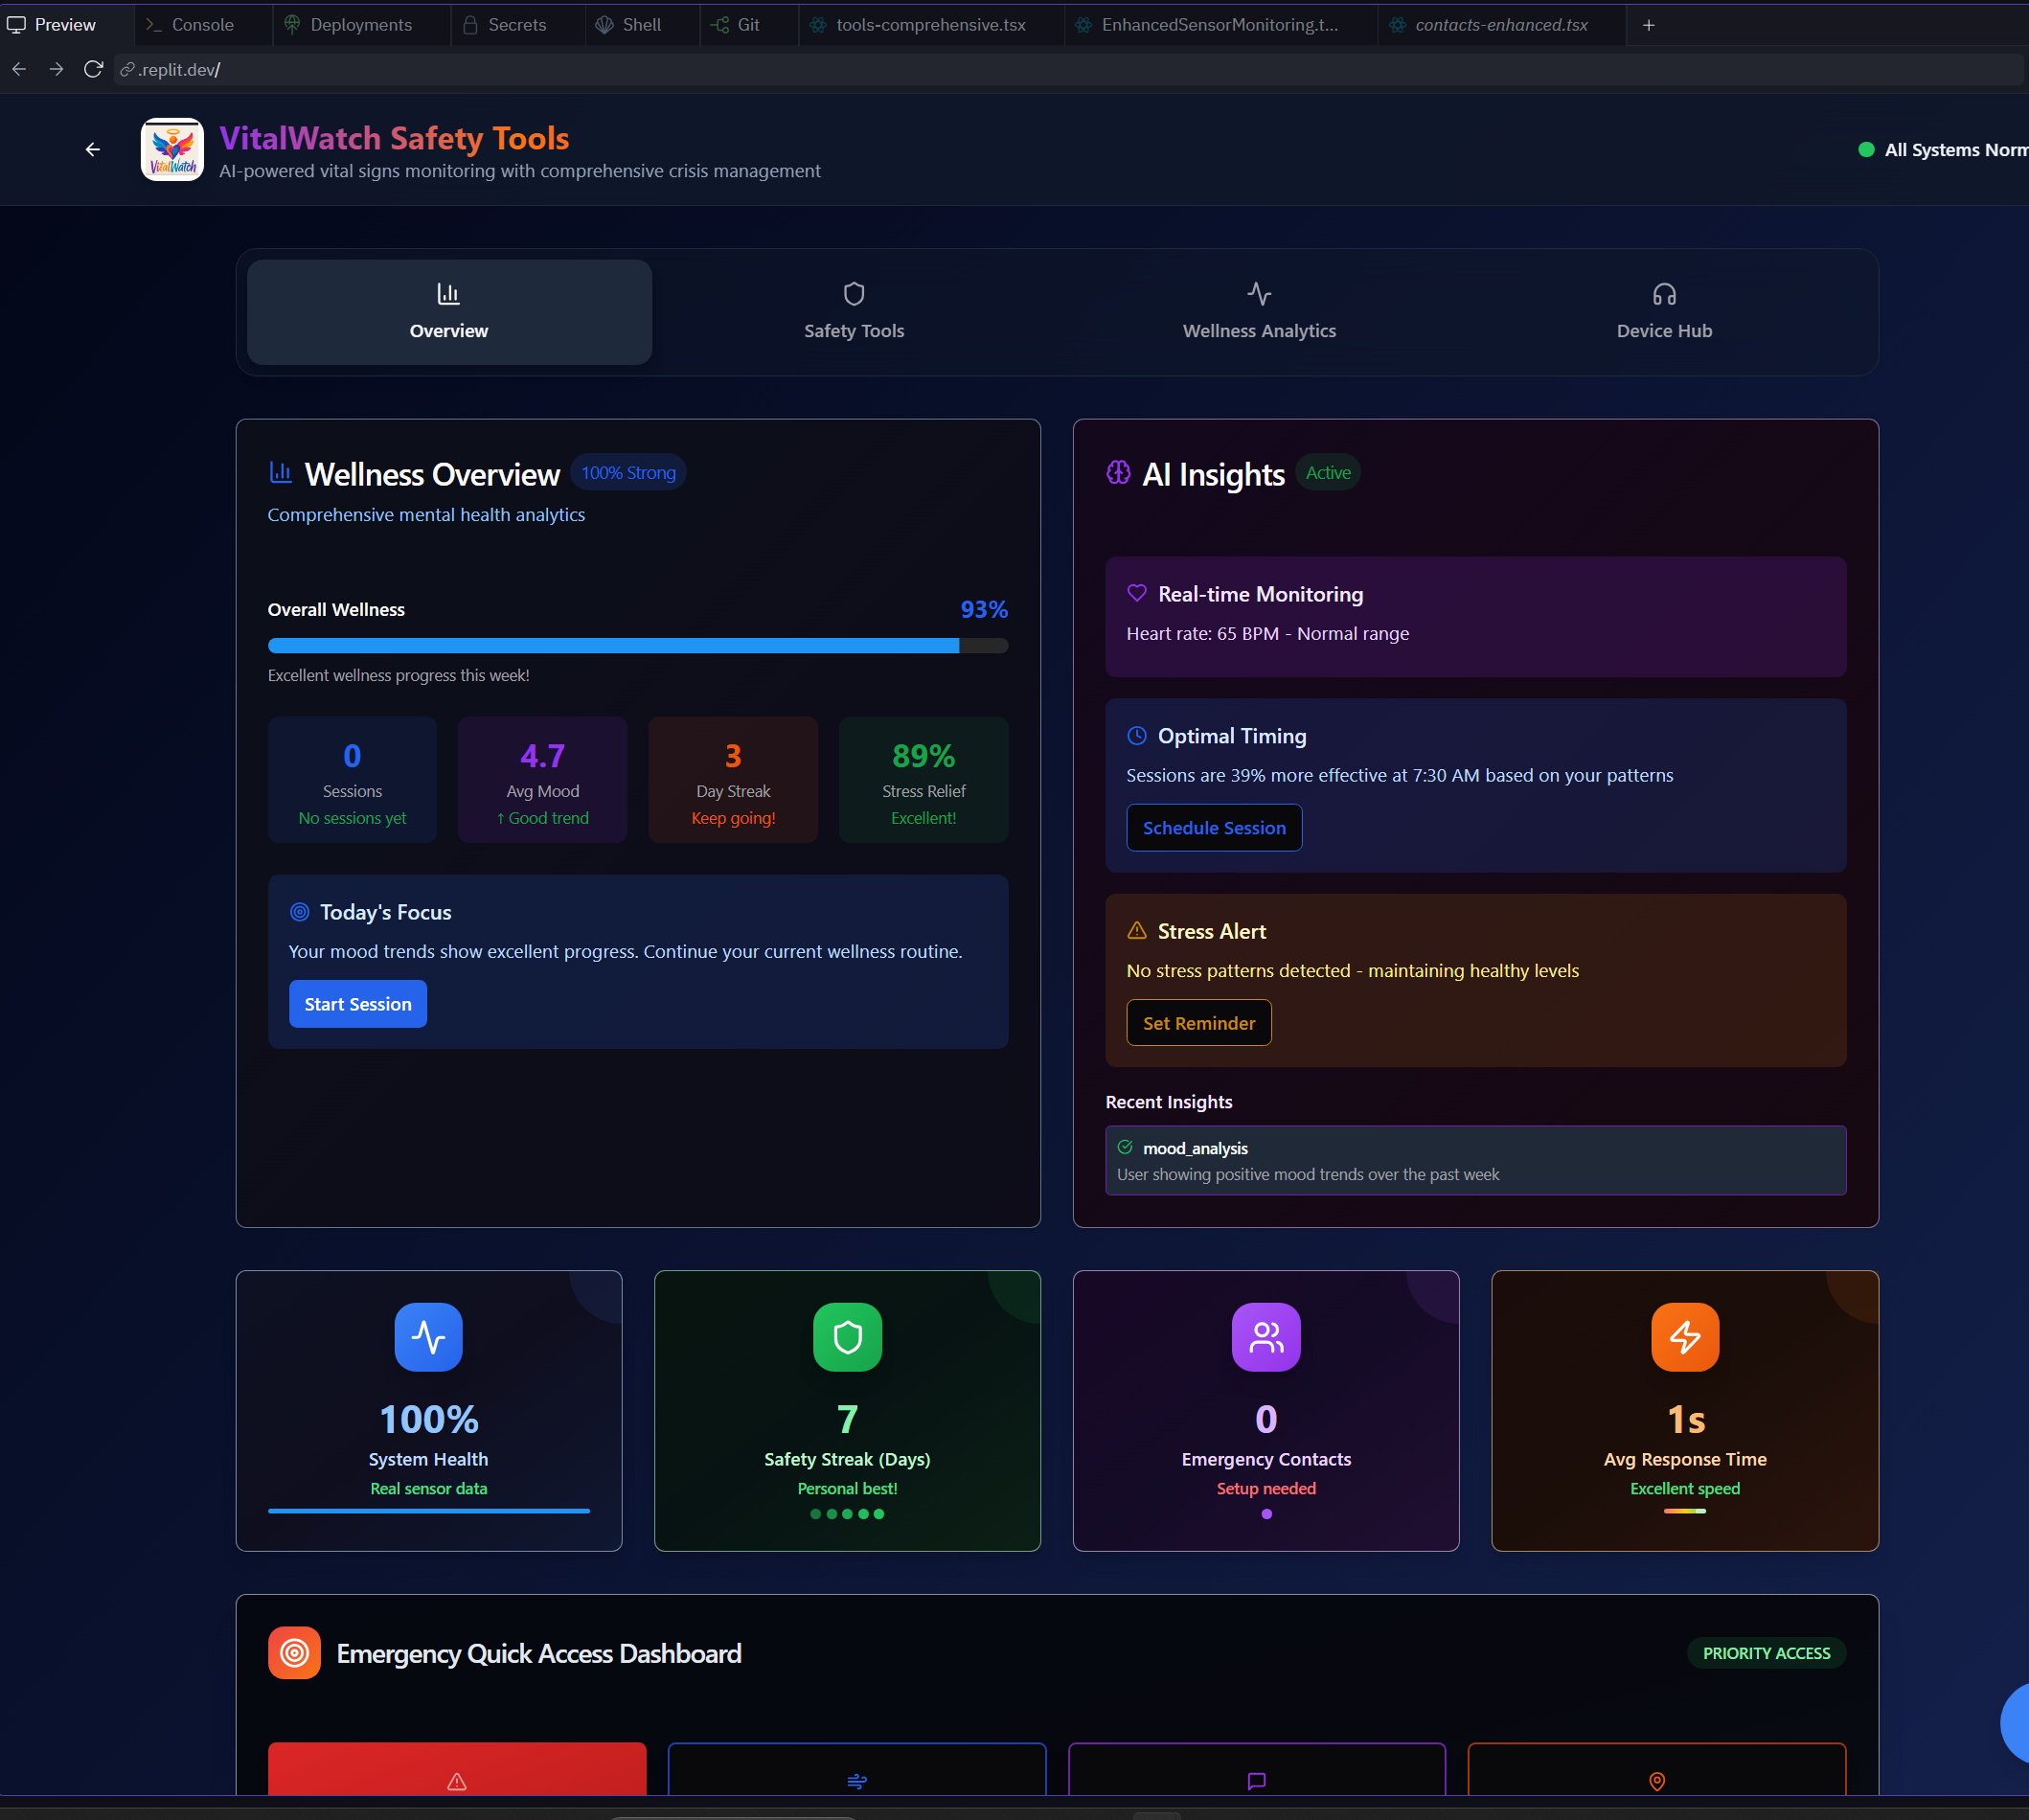 Preview
Console
Deployments
Secrets
Shell
Git
tools-comprehensive.tsx
EnhancedSensorMonitoring.t...
contacts-enhanced.tsx
.replit.dev/
VitalWatch
VitalWatch Safety Tools
AI-powered vital signs monitoring with comprehensive crisis management
All Systems Norm
Overview
Safety Tools
Wellness Analytics
Device Hub
Wellness Overview
100% Strong
Comprehensive mental health analytics
Overall Wellness
93%
Excellent wellness progress this week!
0
Sessions
No sessions yet
4.7
Avg Mood
↑ Good trend
3
Day Streak
Keep going!
89%
Stress Relief
Excellent!
Today's Focus
Your mood trends show excellent progress. Continue your current wellness routine.
Start Session
AI Insights
Active
Real-time Monitoring
Heart rate: 65 BPM - Normal range
Optimal Timing
Sessions are 39% more effective at 7:30 AM based on your patterns
Schedule Session
Stress Alert
No stress patterns detected - maintaining healthy levels
Set Reminder
Recent Insights
mood_analysis
User showing positive mood trends over the past week
100%
System Health
Real sensor data
7
Safety Streak (Days)
Personal best!
0
Emergency Contacts
Setup needed
1s
Avg Response Time
Excellent speed
Emergency Quick Access Dashboard
PRIORITY ACCESS